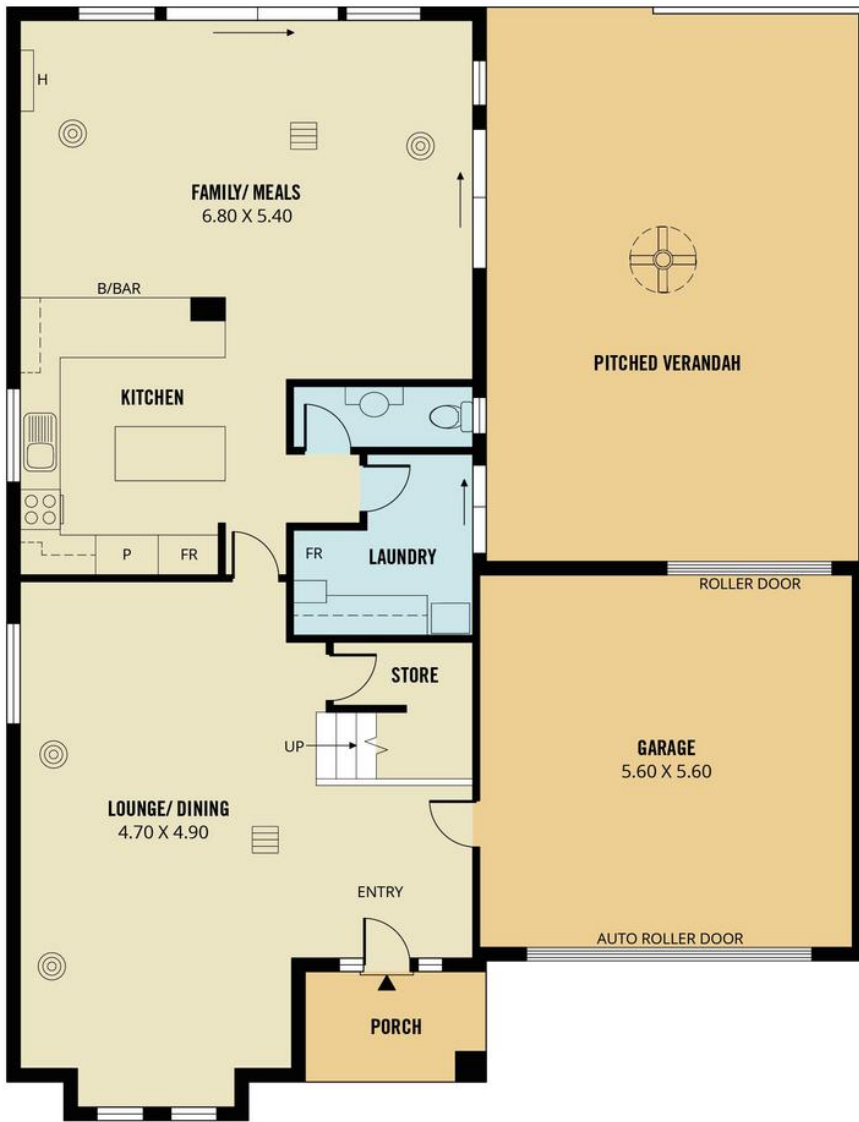 H
FAMILY/ MEALS
6.80 X 5.40
B/BAR
KITCHEN
PITCHED VERANDAH
P
FR
FR
LAUNDRY
ROLLER DOOR
STORE
UP
GARAGE
5.60 X 5.60
LOUNGE/ DINING
4.70 X 4.90
ENTRY
AUTO ROLLER DOOR
PORCH